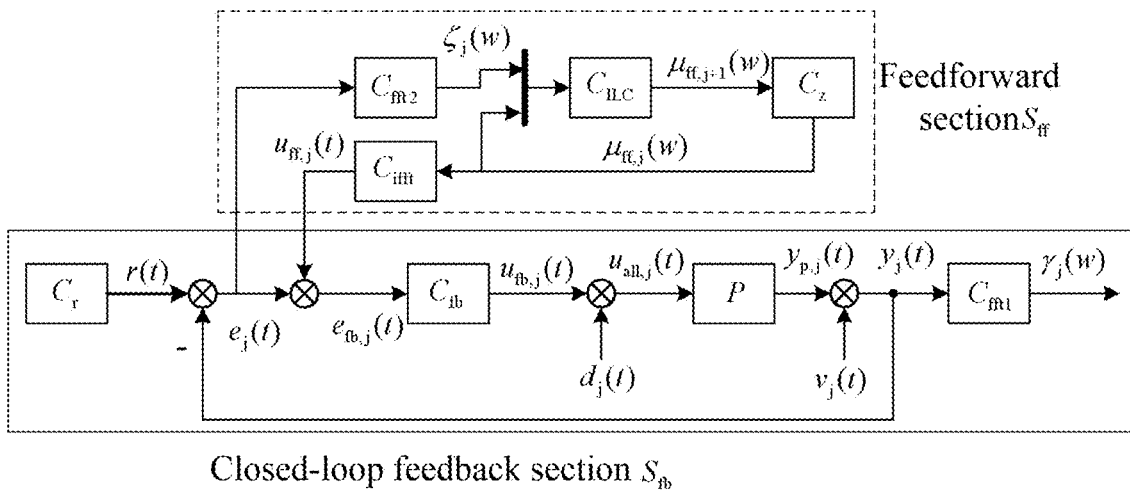 ζj(w)
Cfft2
CILC
μff,j+1(w)
Cz
Feedforward
section Sff
uff,j(t)
Cifft
μff,j(w)
Cr
r(t)
ej(t)
-
efb,j(t)
Cfb
ufb,j(t)
dj(t)
uall,j(t)
P
yp,j(t)
vj(t)
yj(t)
Cfft1
γj(w)
Closed-loop feedback section Sfb